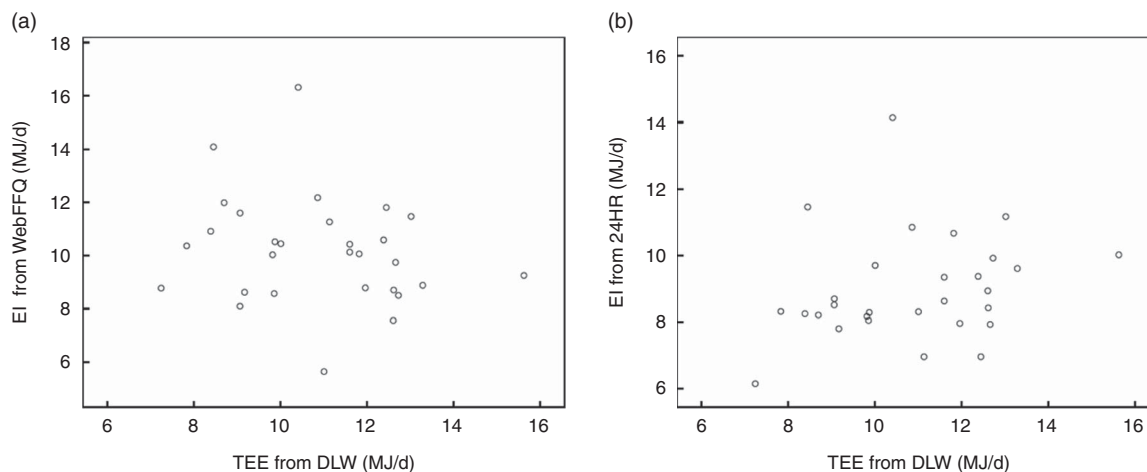 (a)
18
16
14
12
10
8
6
EI from WebFFQ (MJ/d)
6 8 10 12 14 16
TEE from DLW (MJ/d)
(b)
16
14
12
10
8
6
EI from 24HR (MJ/d)
6 8 10 12 14 16
TEE from DLW (MJ/d)